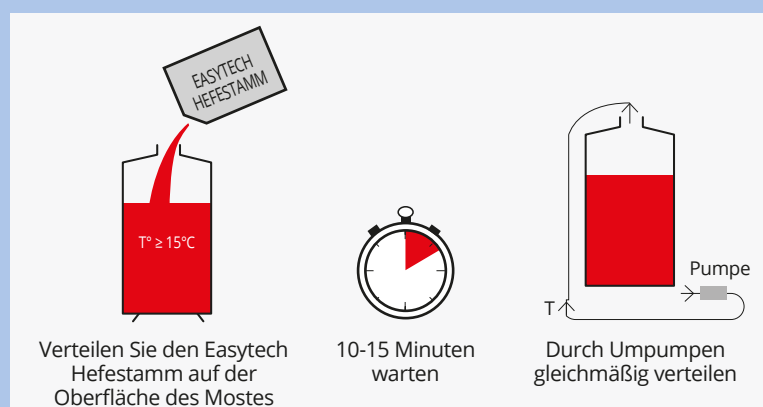 EASYTECH
HEFESTAMM
T° ≥ 15°C
Verteilen Sie den Easytech
Hefestamm auf der
Oberfläche des Mostes
10-15 Minuten
warten
Pumpe
T
Durch Umpumpen
gleichmäßig verteilen